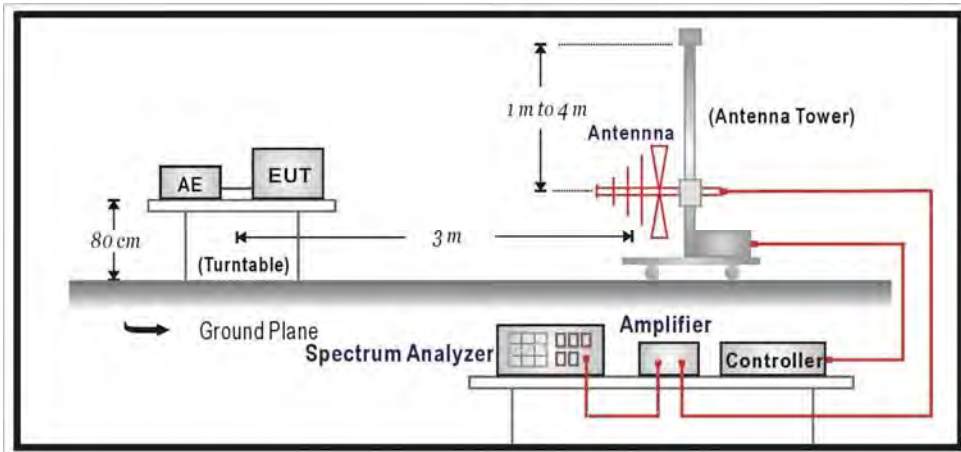 1 m to 4 m
(Antenna Tower)
Antennna
AE
EUT
80 cm
3 m
(Turntable)
Ground Plane
Spectrum Analyzer
Amplifier
Controller